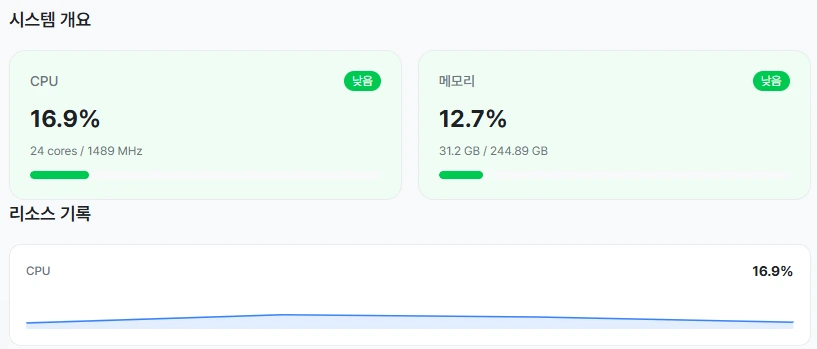 시스템 개요
CPU 낮음
16.9%
24 cores / 1489 MHz
메모리 낮음
12.7%
31.2 GB / 244.89 GB
리소스 기록
CPU 16.9%